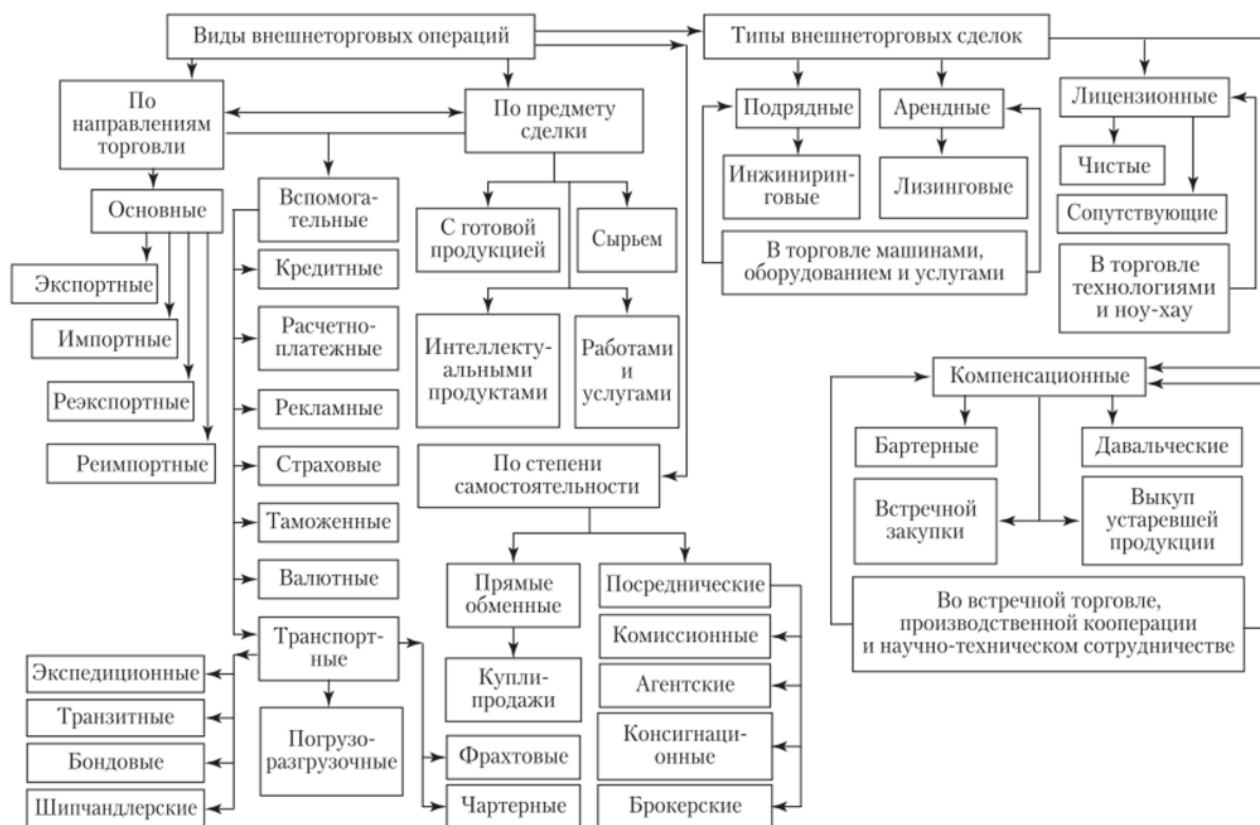 Виды внешнеторговых операций
Типы внешнеторговых сделок
По
направлениям
торговли
По предмету
сделки
Подрядные
Арендные
Лицензионные
Основные
Вспомога-
тельные
С готовой
продукцией
Сырьем
Инжинирин-
говые
Лизинговые
Чистые
Сопутствующие
В торговле машинами,
оборудованием и услугами
В торговле
технологиями
и ноу-хау
Экспортные
Импортные
Реэкспортные
Реимпортные
Кредитные
Расчетно-
платежные
Рекламные
Страховые
Таможенные
Валютные
Транспорт-
ные
Интеллекту-
альными
продуктами
Работами
и
услугами
По степени
самостоятельности
Прямые
обменные
Купли-
продажи
Посреднические
Комиссионные
Агентские
Консигнаци-
онные
Брокерские
Компенсационные
Бартерные
Давальческие
Встречной
закупки
Выкуп
устаревшей
продукции
Во встречной торговле,
производственной кооперации
и научно-техническом сотрудничестве
Экспедиционные
Транзитные
Бондовые
Шипчандлерские
Погрузо-
разгрузочные
Фрахтовые
Чартерные